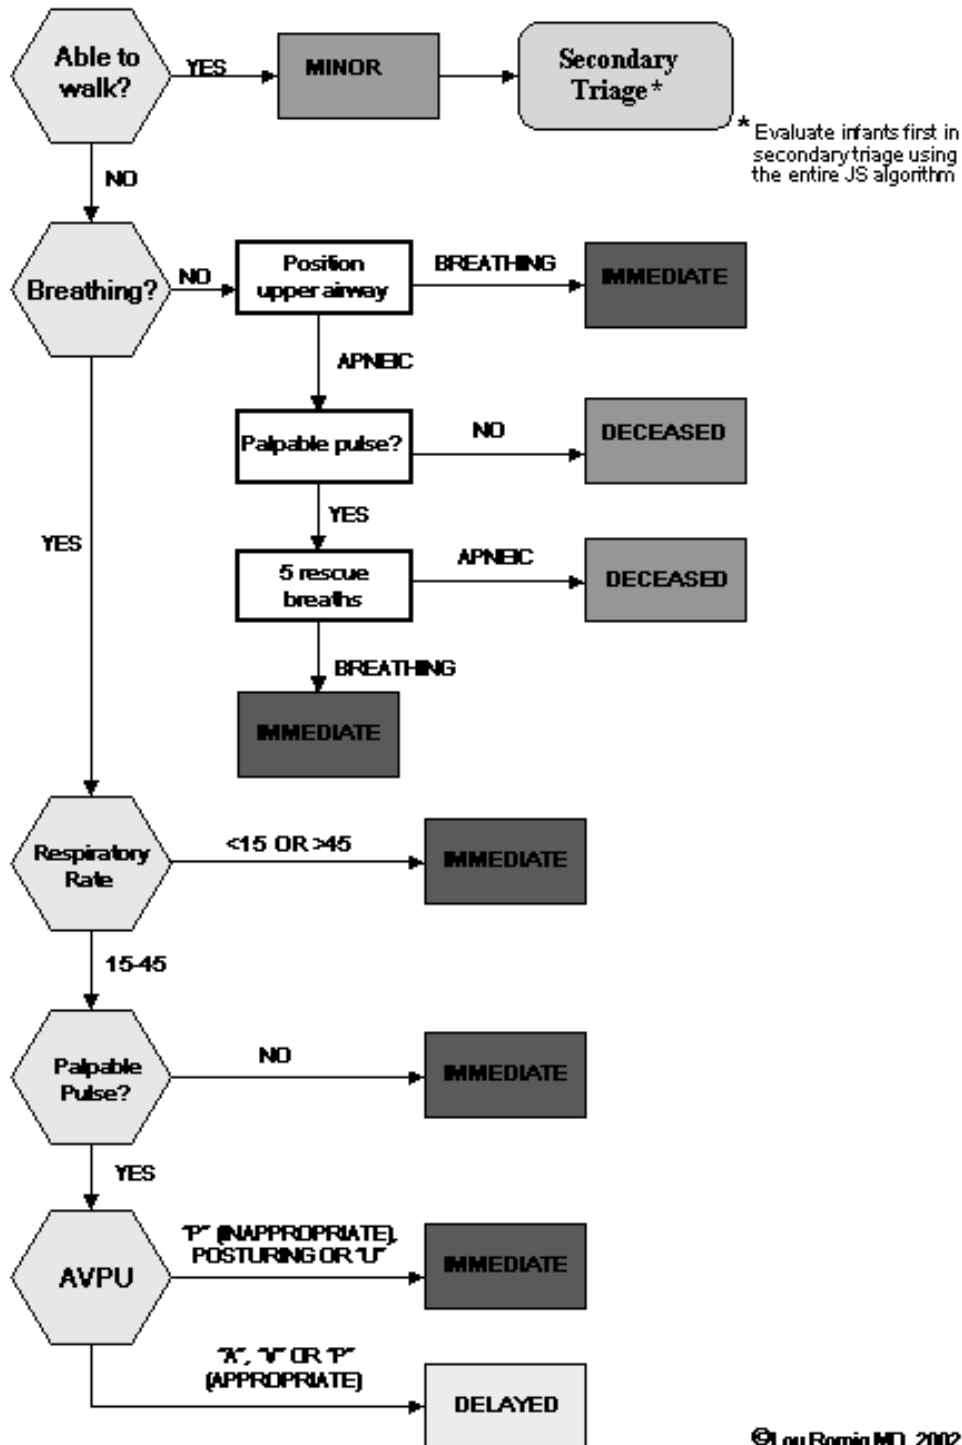 Able to
walk?
YES
MINOR
Secondary
Triage*
* Evaluate infants first in
secondary triage using
the entire JS algorithm
NO
Breathing?
NO
Position
upper airway
BREATHING
IMMEDIATE
APNEIC
Palpable pulse?
NO
DECEASED
YES
YES
5 rescue
breaths
APNEIC
DECEASED
BREATHING
IMMEDIATE
Respiratory
Rate
<15 OR >45
IMMEDIATE
15-45
Palpable
Pulse?
NO
IMMEDIATE
YES
AVPU
"P" (INAPPROPRIATE),
POSTURING OR "U"
IMMEDIATE
"A", "V" OR "P"
(APPROPRIATE)
DELAYED
©Lou Romig MD, 2002